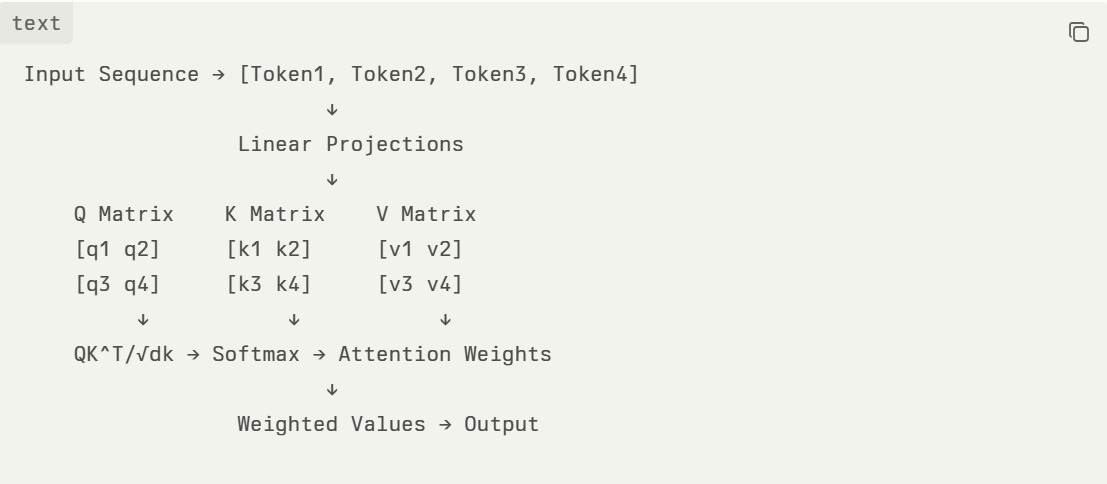 text
Input Sequence → [Token1, Token2, Token3, Token4]
↓
Linear Projections
↓
Q Matrix    K Matrix    V Matrix
[q1 q2]     [k1 k2]     [v1 v2]
[q3 q4]     [k3 k4]     [v3 v4]
↓           ↓           ↓
QK^T/√dk → Softmax → Attention Weights
↓
Weighted Values → Output